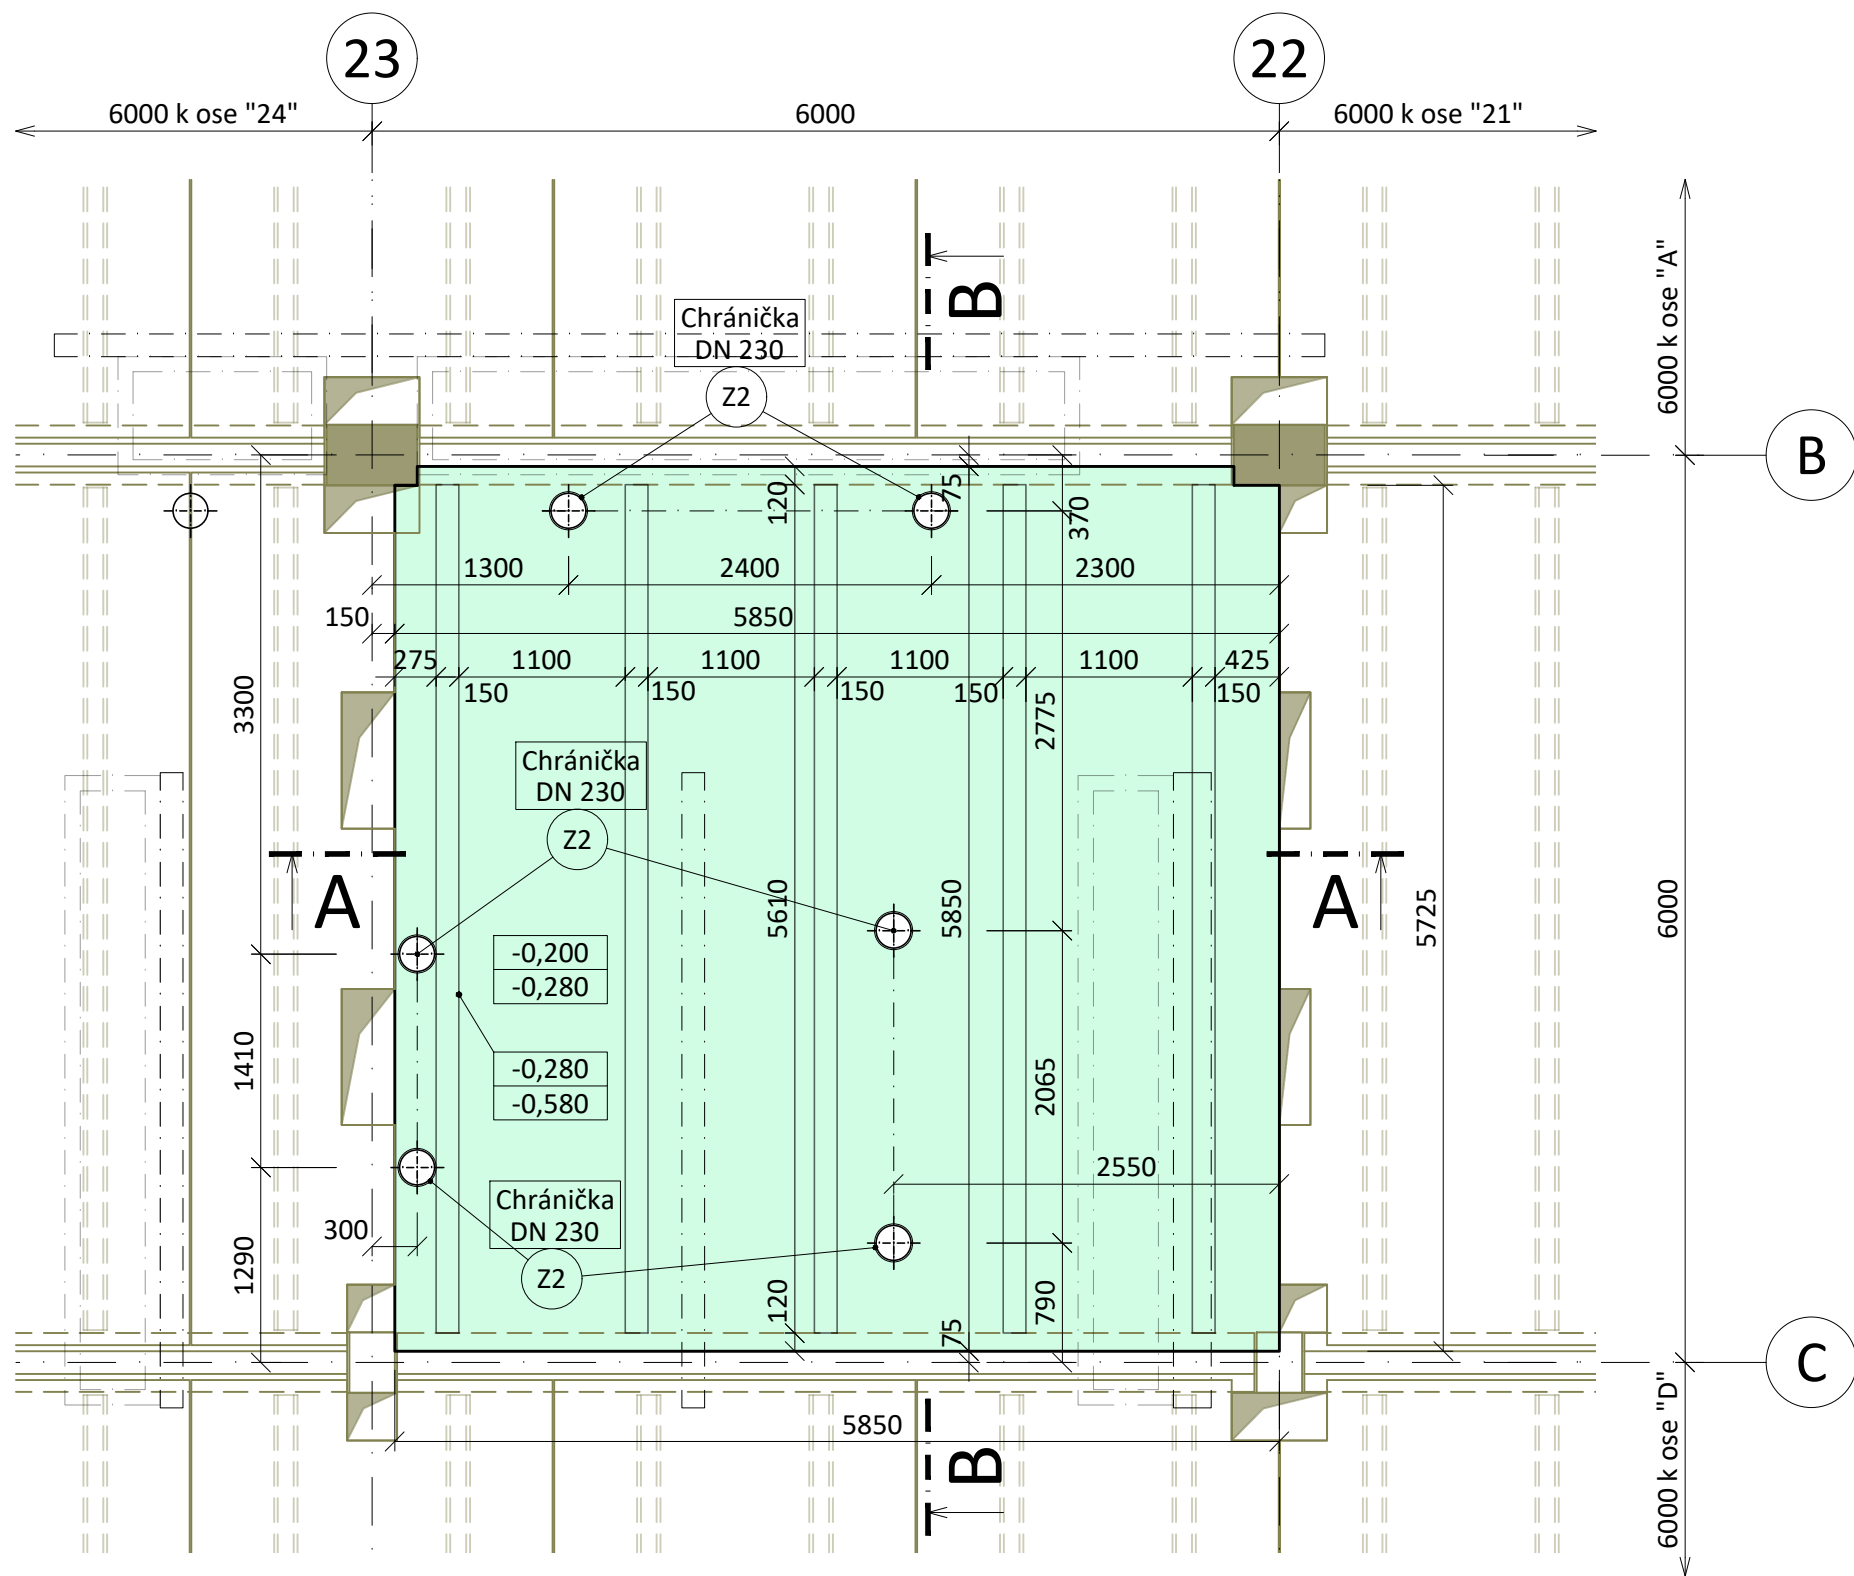 23
22
6000 k ose "24"
6000
6000 k ose "21"
6000 k ose "A"
B
Chránička
DN 230
Z2
B
75
120
370
1300
2400
2300
150
5850
275
1100
1100
1100
1100
425
150
150
150
150
150
3300
2775
Chránička
DN 230
Z2
A
A
5610
5850
5725
6000
-0,200
-0,280
-0,280
-0,580
1410
2065
2550
Chránička
DN 230
Z2
300
1290
120
75
790
C
5850
B
6000 k ose "D"